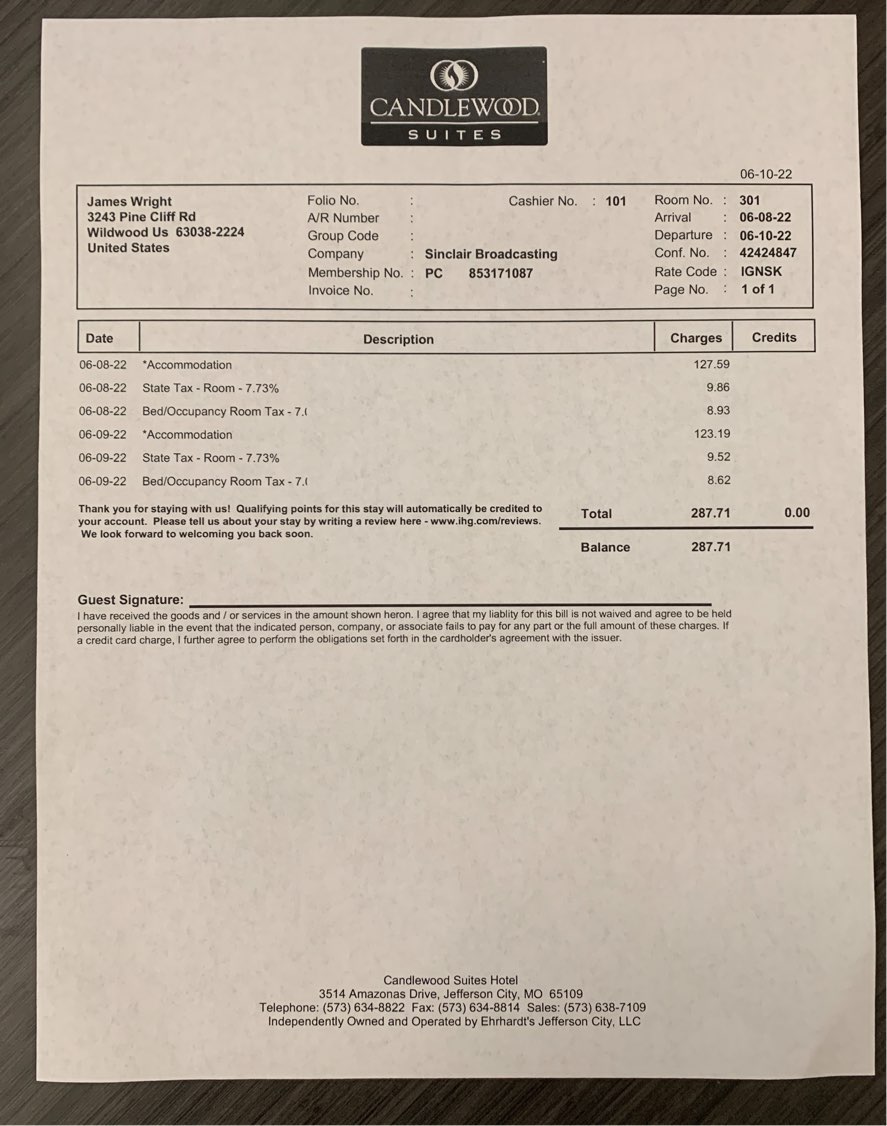 CANDLEWOOD
SUITES
06-10-22
James Wright
3243 Pine Cliff Rd
Wildwood Us 63038-2224
United States
Folio No. :
A/R Number :
Group Code :
Company : Sinclair Broadcasting
Membership No. : PC 853171087
Invoice No. :
Cashier No. : 101
Room No. : 301
Arrival : 06-08-22
Departure : 06-10-22
Conf. No. : 42424847
Rate Code : IGNSK
Page No. : 1 of 1
Date Description Charges Credits
06-08-22 *Accommodation 127.59
06-08-22 State Tax - Room - 7.73% 9.86
06-08-22 Bed/Occupancy Room Tax - 7.( 8.93
06-09-22 *Accommodation 123.19
06-09-22 State Tax - Room - 7.73% 9.52
06-09-22 Bed/Occupancy Room Tax - 7.( 8.62
Thank you for staying with us! Qualifying points for this stay will automatically be credited to
your account. Please tell us about your stay by writing a review here - www.ihg.com/reviews.
We look forward to welcoming you back soon.
Total 287.71 0.00
Balance 287.71
Guest Signature:
I have received the goods and / or services in the amount shown heron. I agree that my liablity for this bill is not waived and agree to be held
personally liable in the event that the indicated person, company, or associate fails to pay for any part or the full amount of these charges. If
a credit card charge, I further agree to perform the obligations set forth in the cardholder's agreement with the issuer.
Candlewood Suites Hotel
3514 Amazonas Drive, Jefferson City, MO 65109
Telephone: (573) 634-8822 Fax: (573) 634-8814 Sales: (573) 638-7109
Independently Owned and Operated by Ehrhardt's Jefferson City, LLC